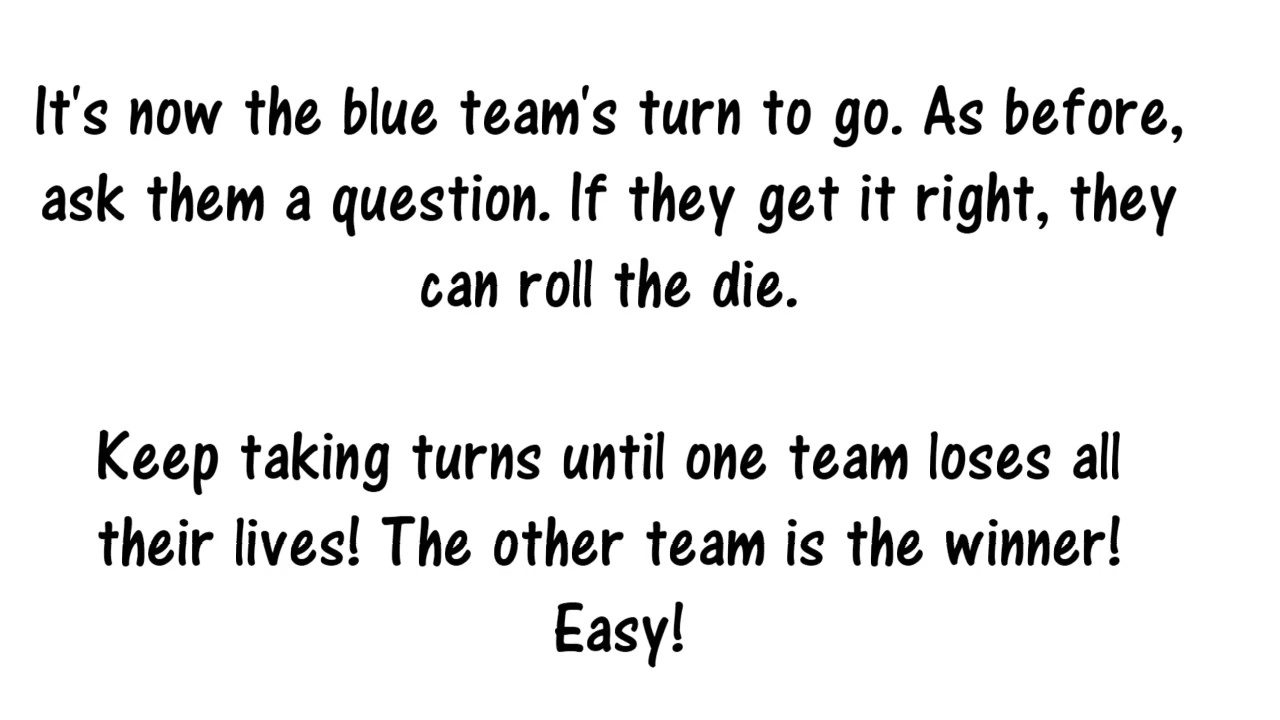 It's now the blue team's turn to go. As before,
ask them a question. If they get it right, they
can roll the die.
Keep taking turns until one team loses all
their lives! The other team is the winner!
Easy!